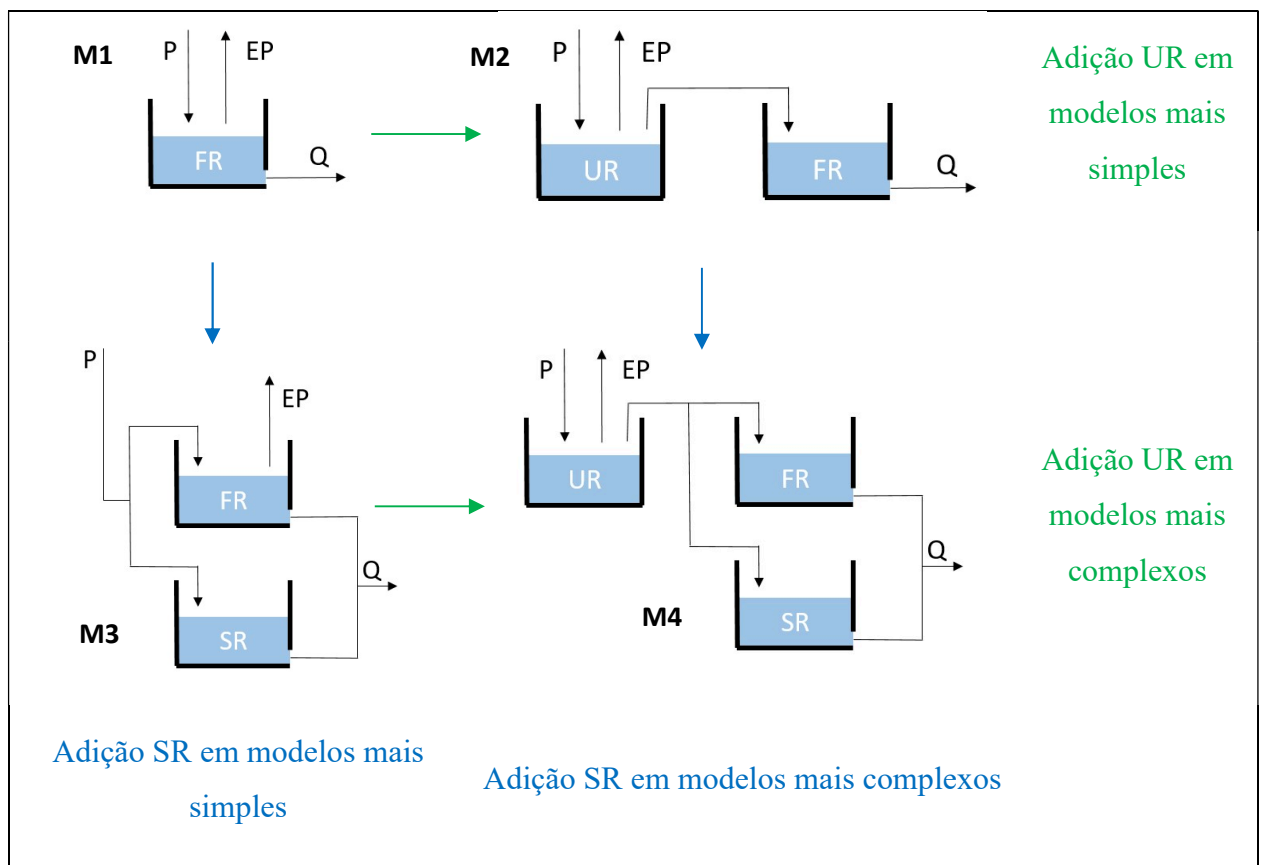 M1
P
EP
FR
Q
M2
P
EP
UR
FR
Q
Adição UR em
modelos mais
simples
P
EP
FR
Q
M3
SR
P
EP
UR
FR
Q
M4
SR
Adição UR em
modelos mais
complexos
Adição SR em modelos mais
simples
Adição SR em modelos mais complexos